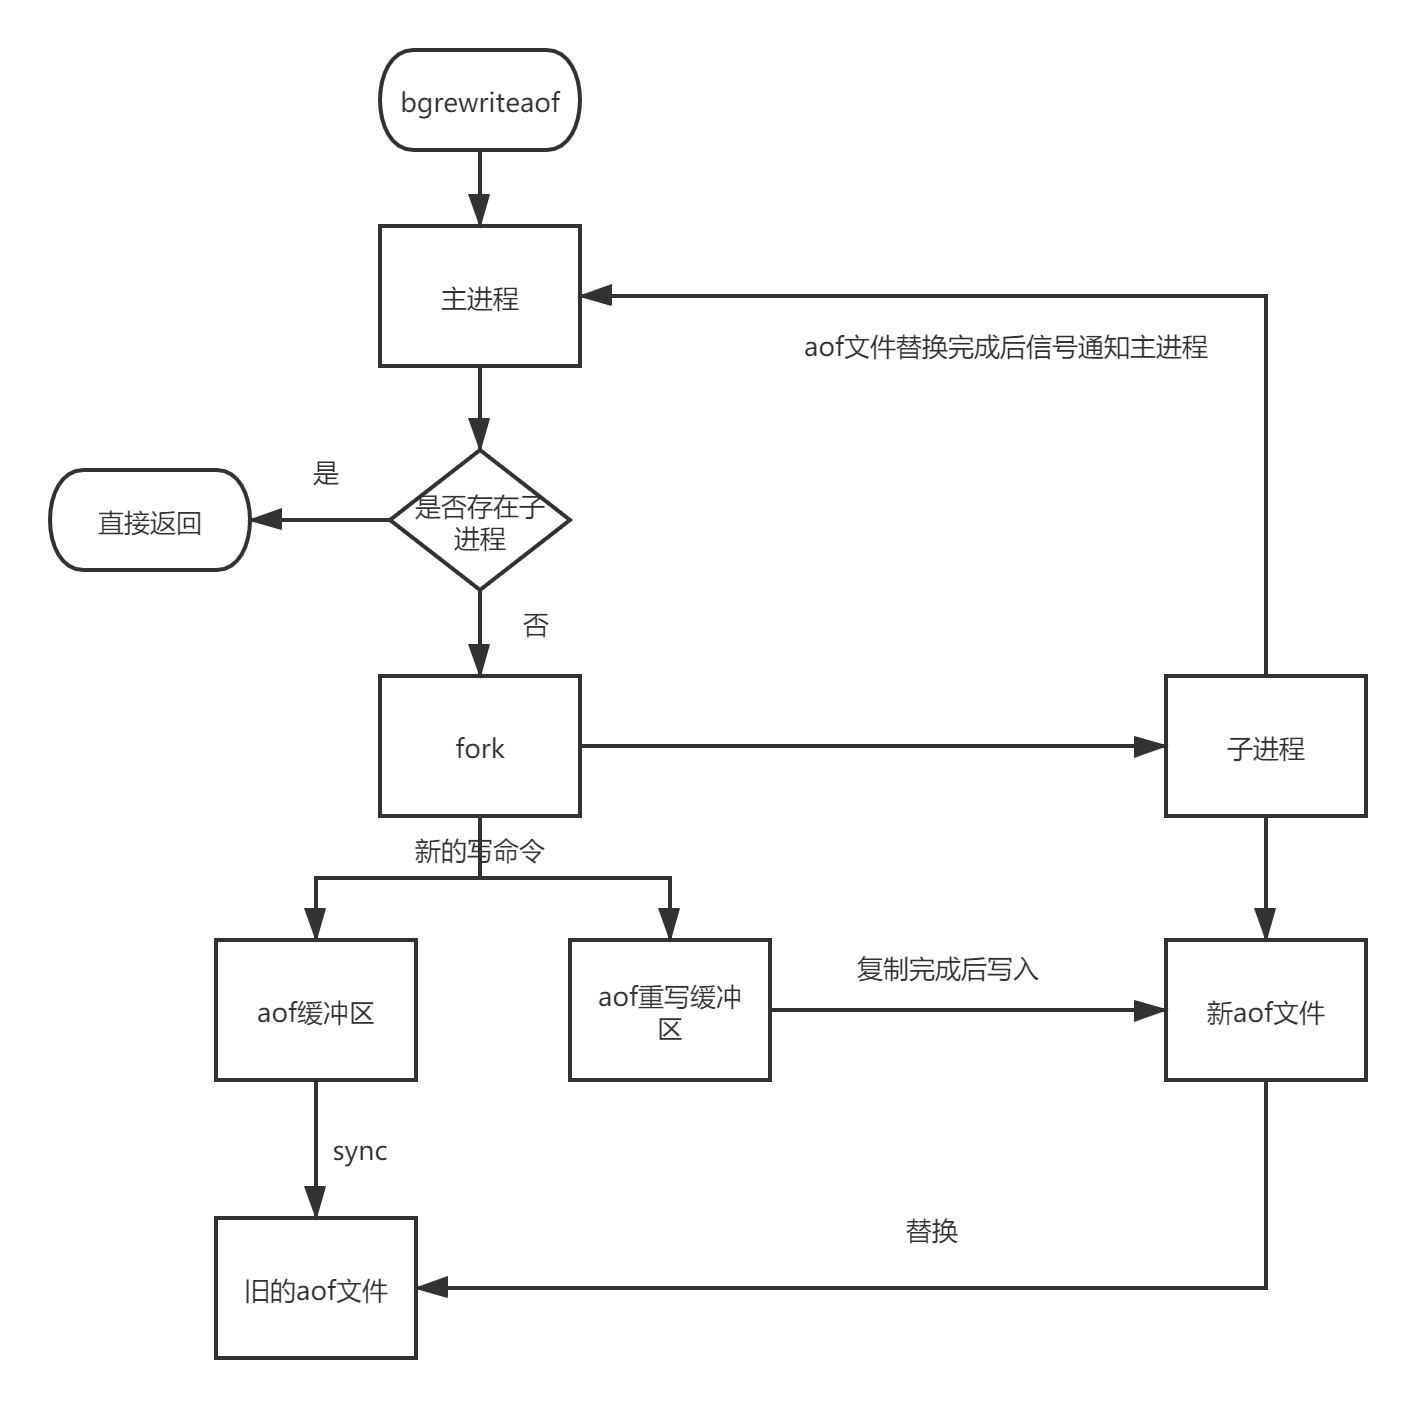 bgrewriteaof
主进程
aof文件替换完成后信号通知主进程
是
直接返回
是否存在子
进程
否
fork
子进程
新的写命令
aof缓冲区
aof重写缓冲
区
复制完成后写入
新aof文件
sync
替换
旧的aof文件